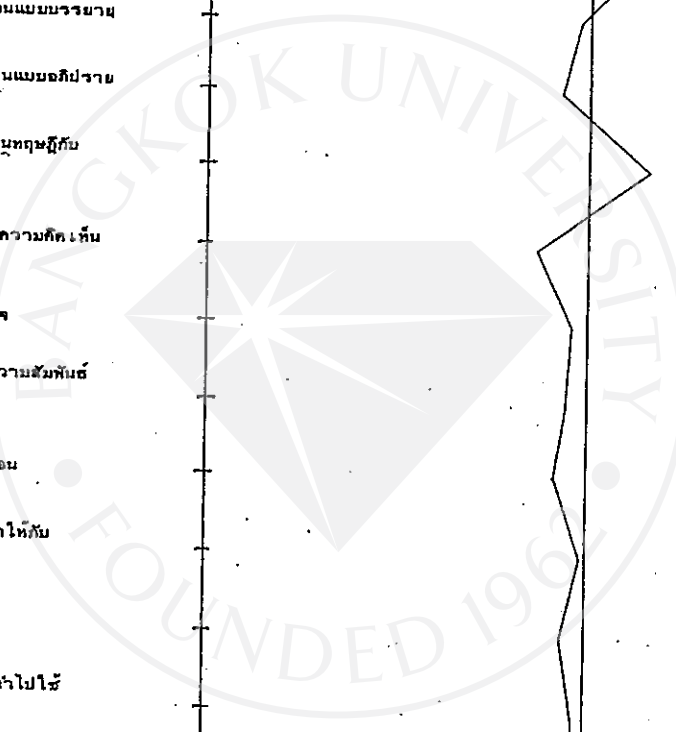 นแบบบรรยาย
นแบบอภิปราย
นทฤษฎีกับ
ความคิดเห็น
ร
วามสัมพันธ์
อน
าให้กับ
นำไปใช้
BANGKOK UNIVERSITY
FOUNDED 1962